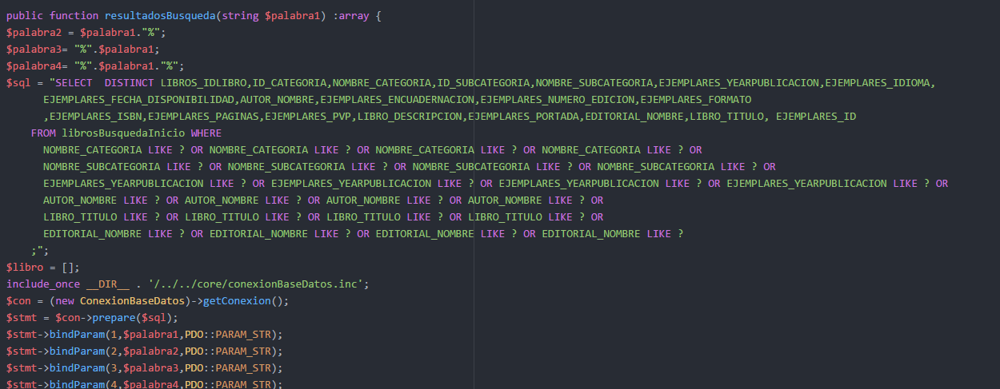 public function resultadosBusqueda(string $palabra1) :array {
$palabra2 = $palabra1."%";
$palabra3= "%".$palabra1;
$palabra4= "%".$palabra1."%";
$sql = "SELECT  DISTINCT LIBROS_IDLIBRO,ID_CATEGORIA,NOMBRE_CATEGORIA,ID_SUBCATEGORIA,NOMBRE_SUBCATEGORIA,EJEMPLARES_YEARPUBLICACION,EJEMPLARES_IDIOMA,
EJEMPLARES_FECHA_DISPONIBILIDAD,AUTOR_NOMBRE,EJEMPLARES_ENCUADERNACION,EJEMPLARES_NUMERO_EDICION,EJEMPLARES_FORMATO
,EJEMPLARES_ISBN,EJEMPLARES_PAGINAS,EJEMPLARES_PVP,LIBRO_DESCRIPCION,EJEMPLARES_PORTADA,EDITORIAL_NOMBRE,LIBRO_TITULO, EJEMPLARES_ID
FROM librosBusquedaInicio WHERE
NOMBRE_CATEGORIA LIKE ? OR NOMBRE_CATEGORIA LIKE ? OR NOMBRE_CATEGORIA LIKE ? OR NOMBRE_CATEGORIA LIKE ? OR
NOMBRE_SUBCATEGORIA LIKE ? OR NOMBRE_SUBCATEGORIA LIKE ? OR NOMBRE_SUBCATEGORIA LIKE ? OR NOMBRE_SUBCATEGORIA LIKE ? OR
EJEMPLARES_YEARPUBLICACION LIKE ? OR EJEMPLARES_YEARPUBLICACION LIKE ? OR EJEMPLARES_YEARPUBLICACION LIKE ? OR EJEMPLARES_YEARPUBLICACION LIKE ? OR
AUTOR_NOMBRE LIKE ? OR AUTOR_NOMBRE LIKE ? OR AUTOR_NOMBRE LIKE ? OR AUTOR_NOMBRE LIKE ? OR
LIBRO_TITULO LIKE ? OR LIBRO_TITULO LIKE ? OR LIBRO_TITULO LIKE ? OR LIBRO_TITULO LIKE ? OR
EDITORIAL_NOMBRE LIKE ? OR EDITORIAL_NOMBRE LIKE ? OR EDITORIAL_NOMBRE LIKE ? OR EDITORIAL_NOMBRE LIKE ?
;";
$libro = [];
include_once __DIR__ . '/../../core/conexionBaseDatos.inc';
$con = (new ConexionBaseDatos)->getConexion();
$stmt = $con->prepare($sql);
$stmt->bindParam(1,$palabra1,PDO::PARAM_STR);
$stmt->bindParam(2,$palabra2,PDO::PARAM_STR);
$stmt->bindParam(3,$palabra3,PDO::PARAM_STR);
$stmt->bindParam(4,$palabra4,PDO::PARAM_STR);